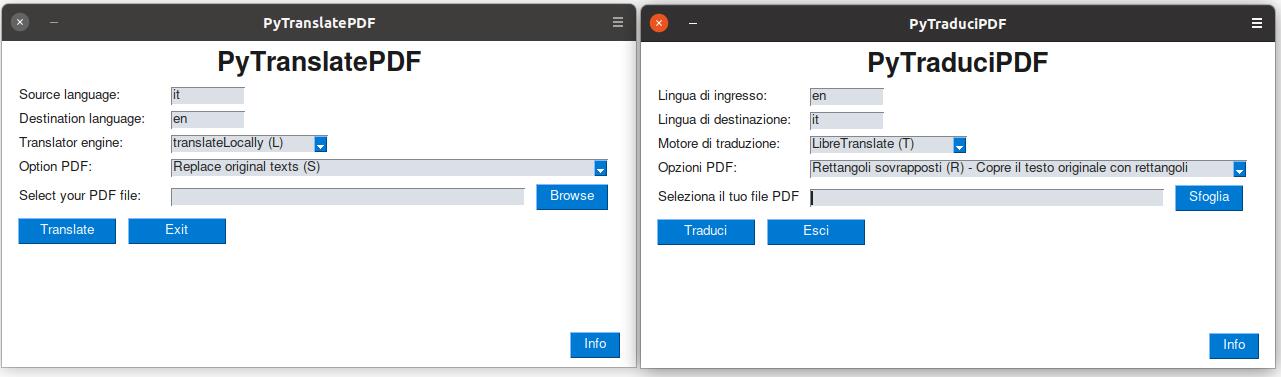 PyTranslatePDF
PyTranslatePDF
Source language: it
Destination language: en
Translator engine: translateLocally (L)
Option PDF: Replace original texts (S)
Select your PDF file: Browse
Translate Exit
Info
PyTraduciPDF
PyTraduciPDF
Lingua di ingresso: en
Lingua di destinazione: it
Motore di traduzione: LibreTranslate (T)
Opzioni PDF: Rettangoli sovrapposti (R) - Copre il testo originale con rettangoli
Seleziona il tuo file PDF Sfoglia
Traduci Esci
Info